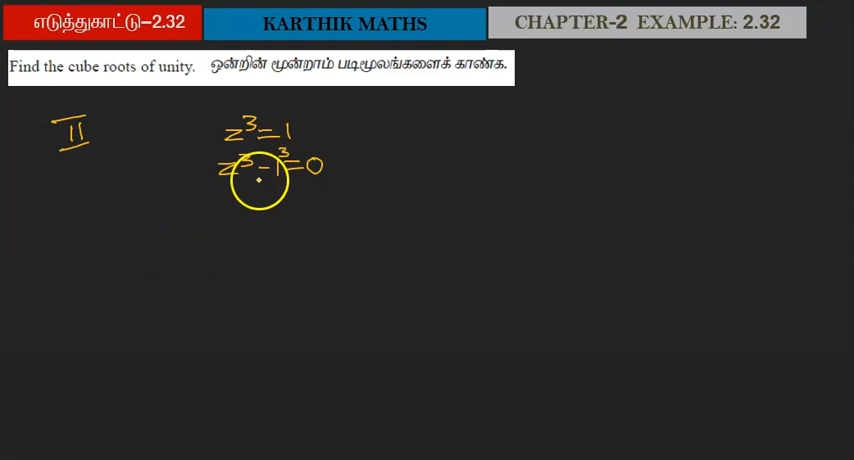 எடுத்துகாட்டு–2.32
KARTHIK MATHS
CHAPTER-2 EXAMPLE: 2.32
Find the cube roots of unity. ஒன்றின் மூன்றாம் படிமூலங்களைக் காண்க.
II
z³=1
z³-1³=0